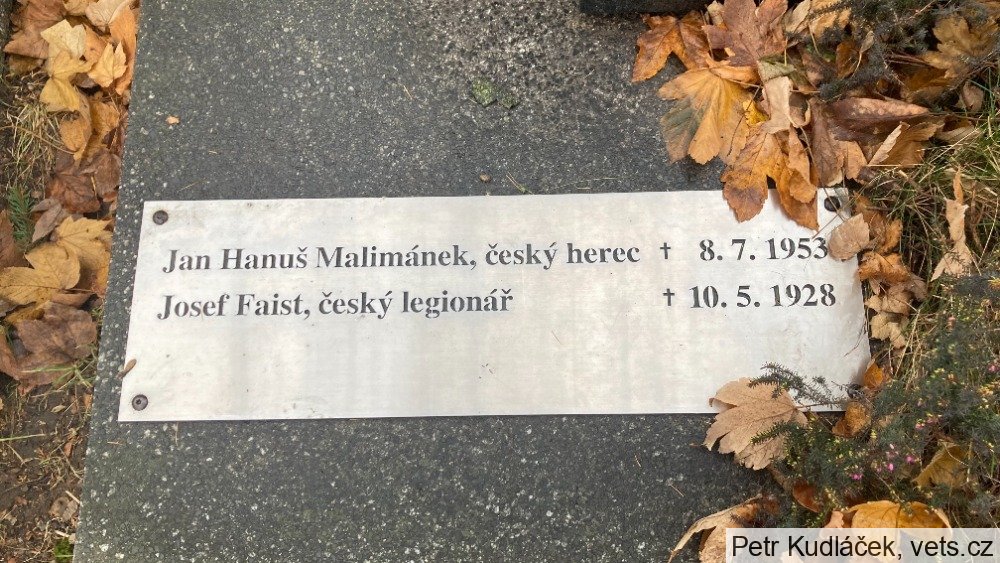 Jan Hanuš Malimánek, český herec † 8. 7. 1953
Josef Faist, český legionář † 10. 5. 1928
Petr Kudláček, vets.cz